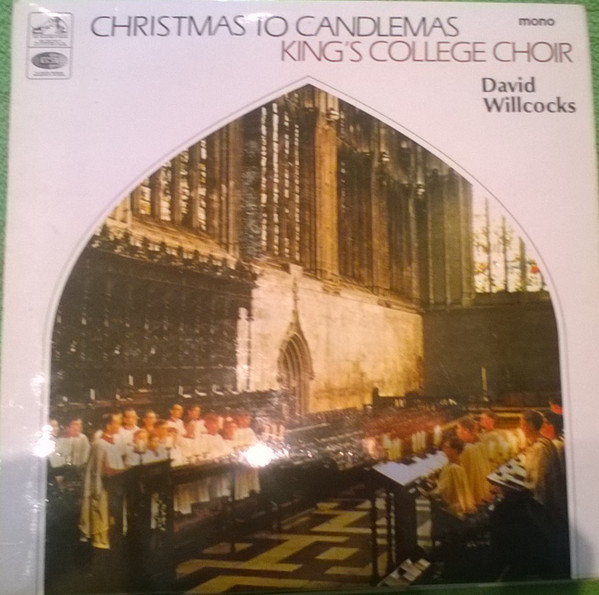 CHRISTMAS TO CANDLEMAS
mono
KING'S COLLEGE CHOIR
David
Willcocks